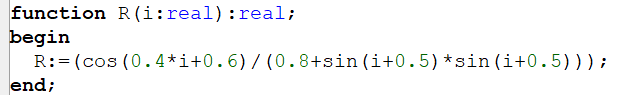 function R(i:real):real;
begin
  R:=(cos(0.4*i+0.6)/(0.8+sin(i+0.5)*sin(i+0.5)));
end;